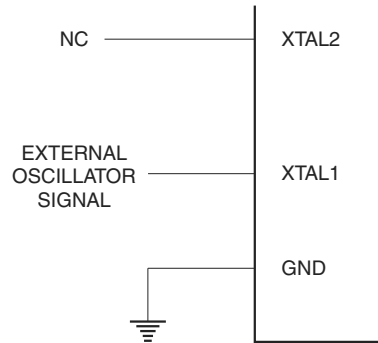 NC
XTAL2
EXTERNAL
OSCILLATOR
SIGNAL
XTAL1
GND